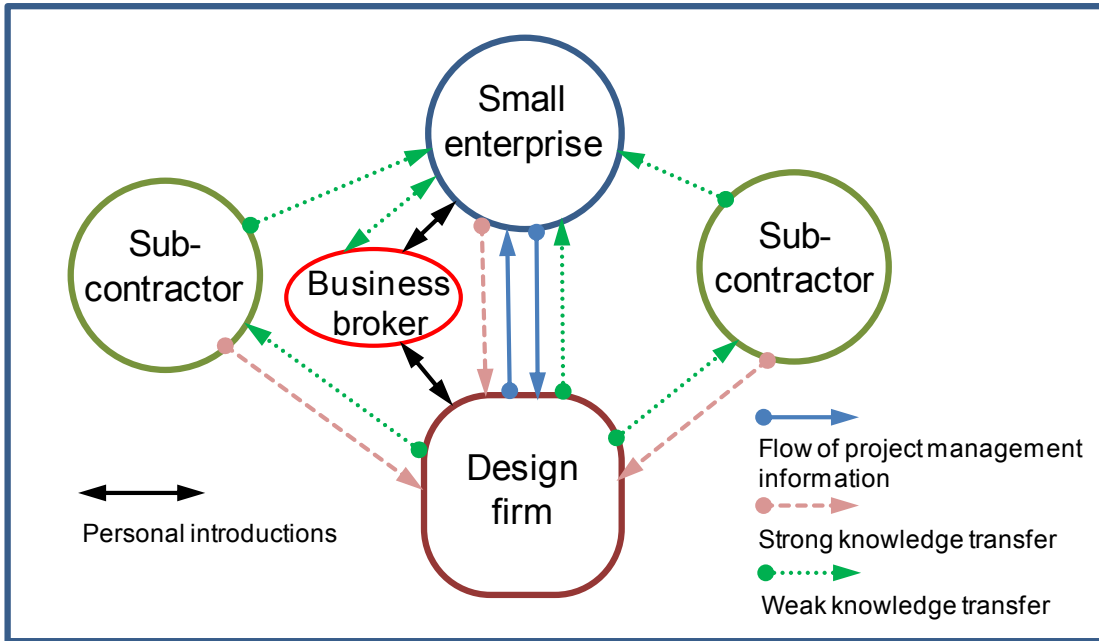 Small
enterprise
Sub-
contractor
Business
broker
Sub-
contractor
Design
firm
Personal introductions
Flow of project management
information
Strong knowledge transfer
Weak knowledge transfer